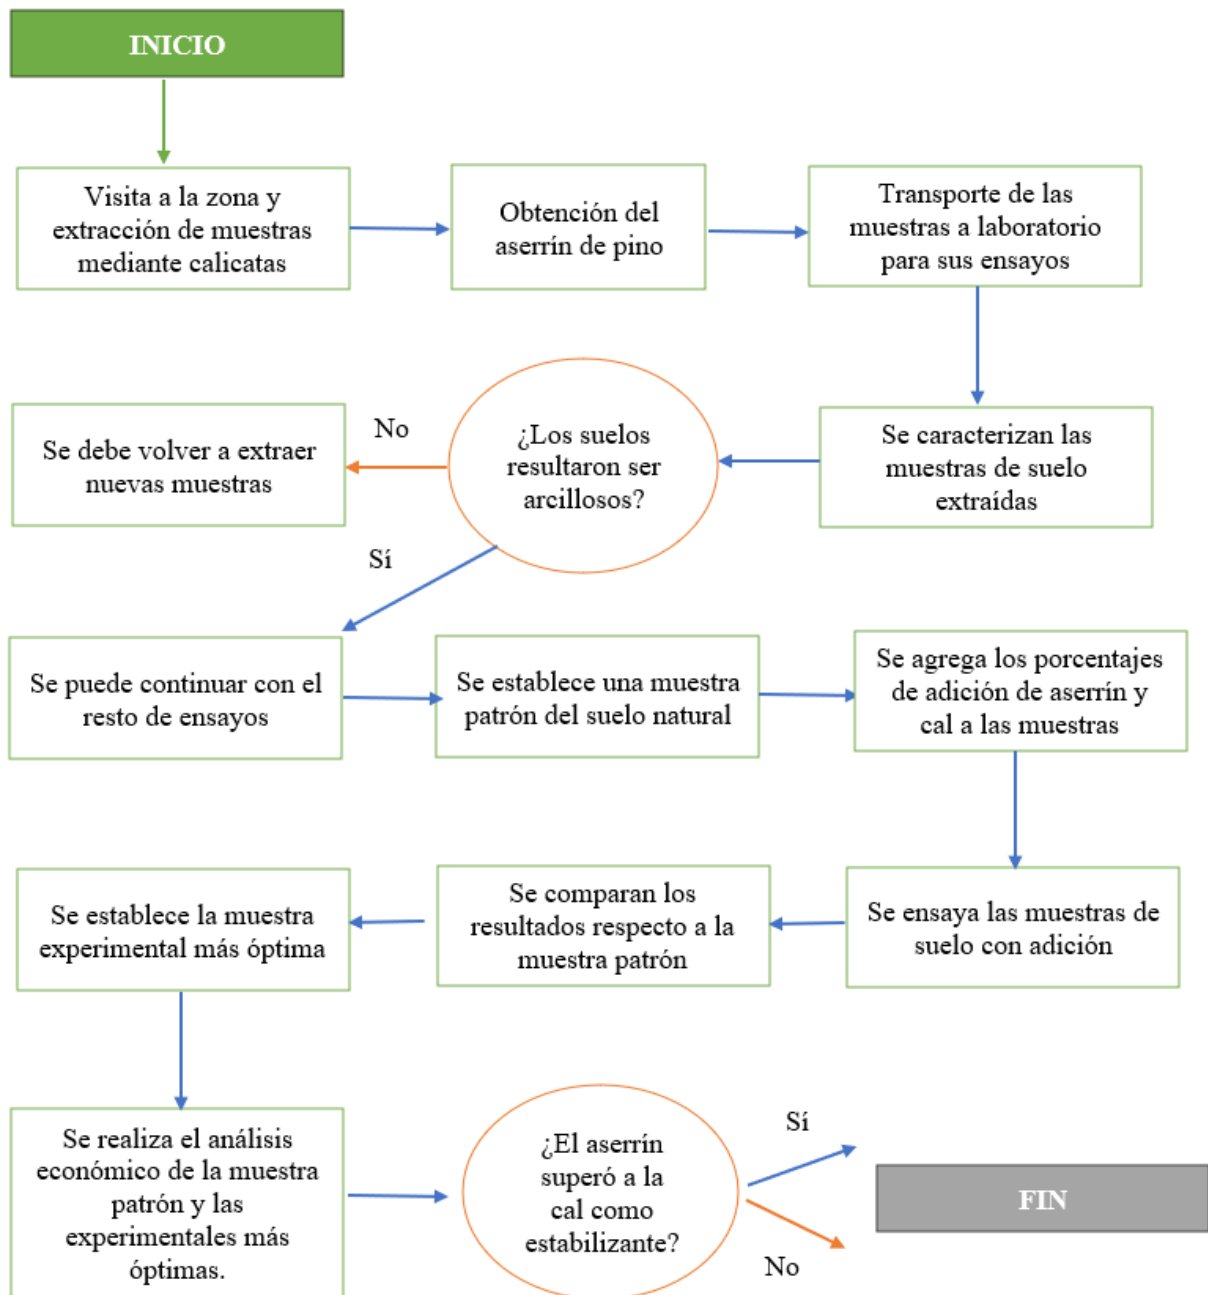 INICIO
Visita a la zona y
extracción de muestras
mediante calicatas
Obtención del
aserrín de pino
Transporte de las
muestras a laboratorio
para sus ensayos
Se caracterizan las
muestras de suelo
extraídas
¿Los suelos
resultaron ser
arcillosos?
No
Se debe volver a extraer
nuevas muestras
Sí
Se puede continuar con el
resto de ensayos
Se establece una muestra
patrón del suelo natural
Se agrega los porcentajes
de adición de aserrín y
cal a las muestras
Se ensaya las muestras de
suelo con adición
Se comparan los
resultados respecto a la
muestra patrón
Se establece la muestra
experimental más óptima
Se realiza el análisis
económico de la muestra
patrón y las
experimentales más
óptimas.
¿El aserrín
superó a la
cal como
estabilizante?
Sí
No
FIN